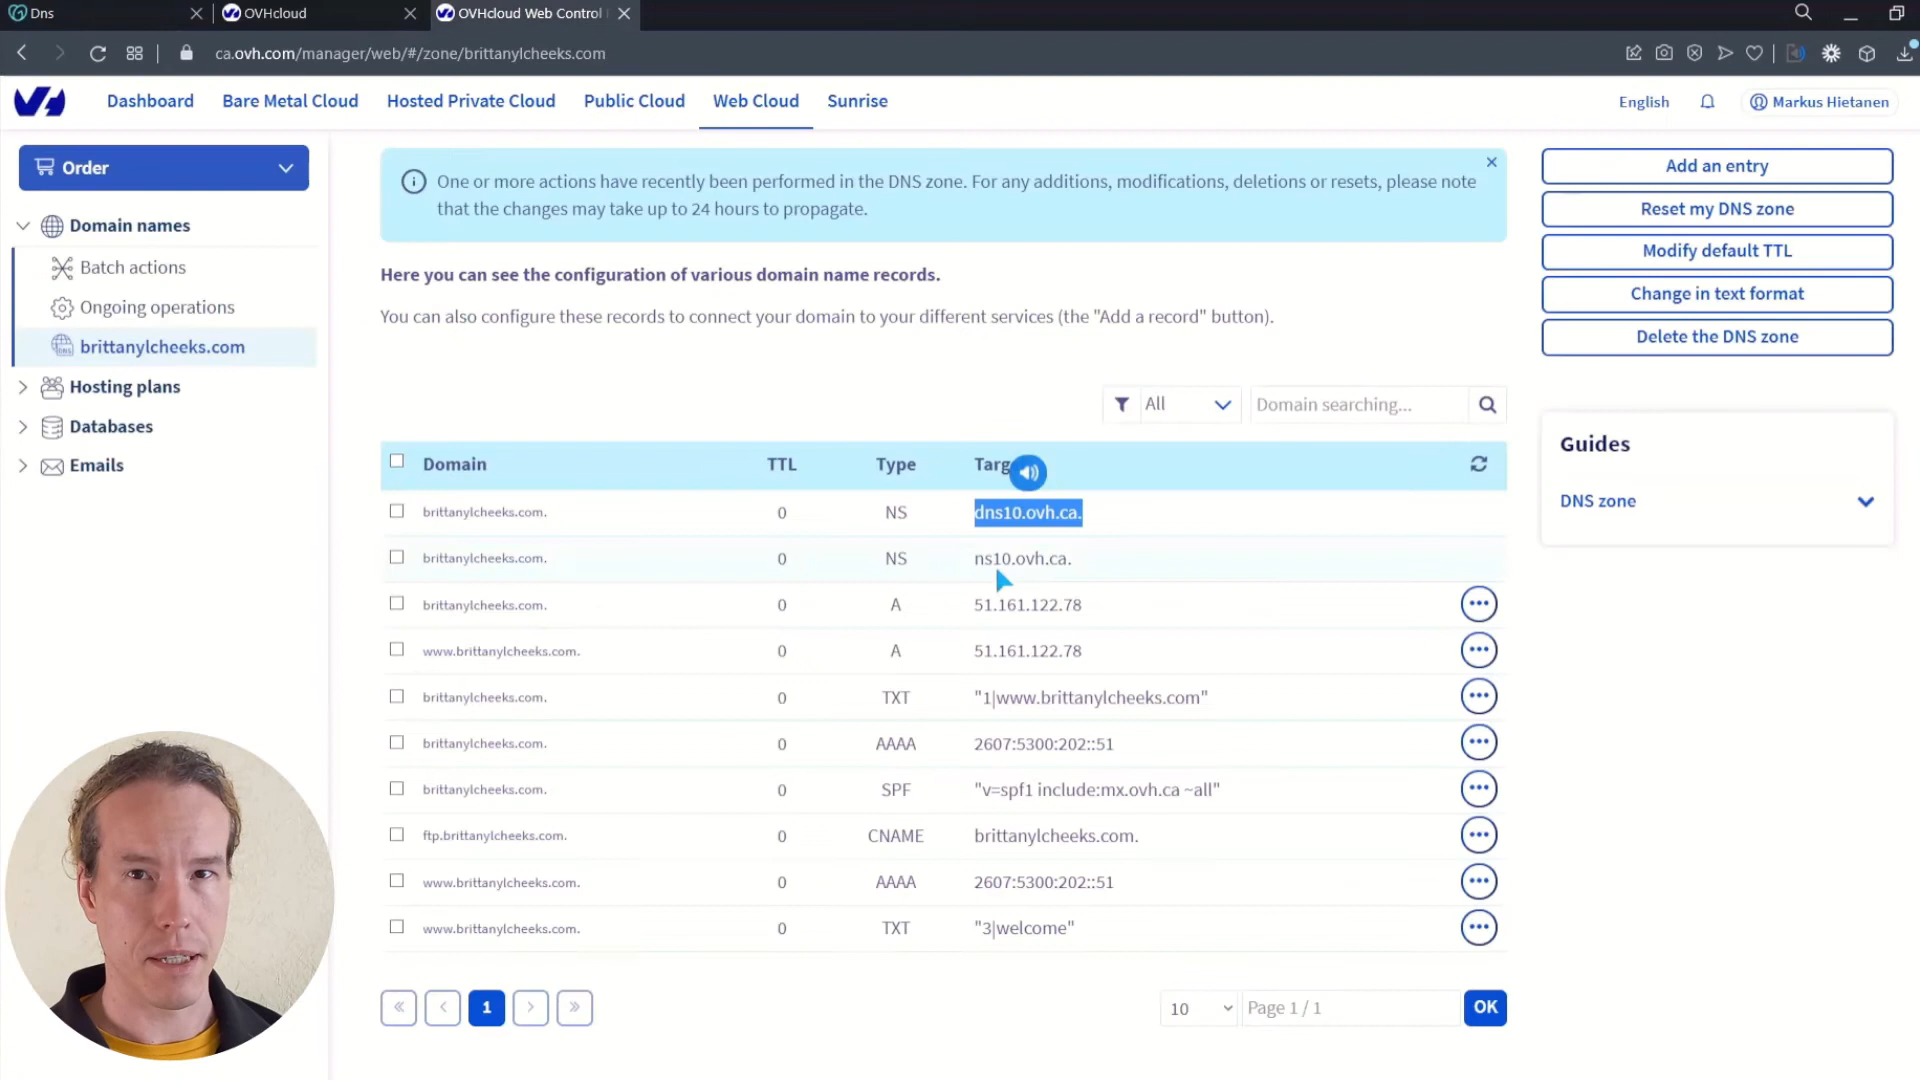 Dns
OVHcloud
OVHcloud Web Control
ca.ovh.com/manager/web/#/zone/brittanylcheeks.com
Dashboard Bare Metal Cloud Hosted Private Cloud Public Cloud Web Cloud Sunrise English Markus Hietanen
Order
Domain names
Batch actions
Ongoing operations
brittanylcheeks.com
Hosting plans
Databases
Emails
One or more actions have recently been performed in the DNS zone. For any additions, modifications, deletions or resets, please note
that the changes may take up to 24 hours to propagate.
Here you can see the configuration of various domain name records.
You can also configure these records to connect your domain to your different services (the "Add a record" button).
All Domain searching...
Domain TTL Type Targ
brittanylcheeks.com. 0 NS dns10.ovh.ca.
brittanylcheeks.com. 0 NS ns10.ovh.ca.
brittanylcheeks.com. 0 A 51.161.122.78
www.brittanylcheeks.com. 0 A 51.161.122.78
brittanylcheeks.com. 0 TXT "1|www.brittanylcheeks.com"
brittanylcheeks.com. 0 AAAA 2607:5300:202::51
brittanylcheeks.com. 0 SPF "v=spf1 include:mx.ovh.ca ~all"
ftp.brittanylcheeks.com. 0 CNAME brittanylcheeks.com.
www.brittanylcheeks.com. 0 AAAA 2607:5300:202::51
www.brittanylcheeks.com. 0 TXT "3|welcome"
« ‹ 1 › » 10 Page 1 / 1 OK
Add an entry
Reset my DNS zone
Modify default TTL
Change in text format
Delete the DNS zone
Guides
DNS zone